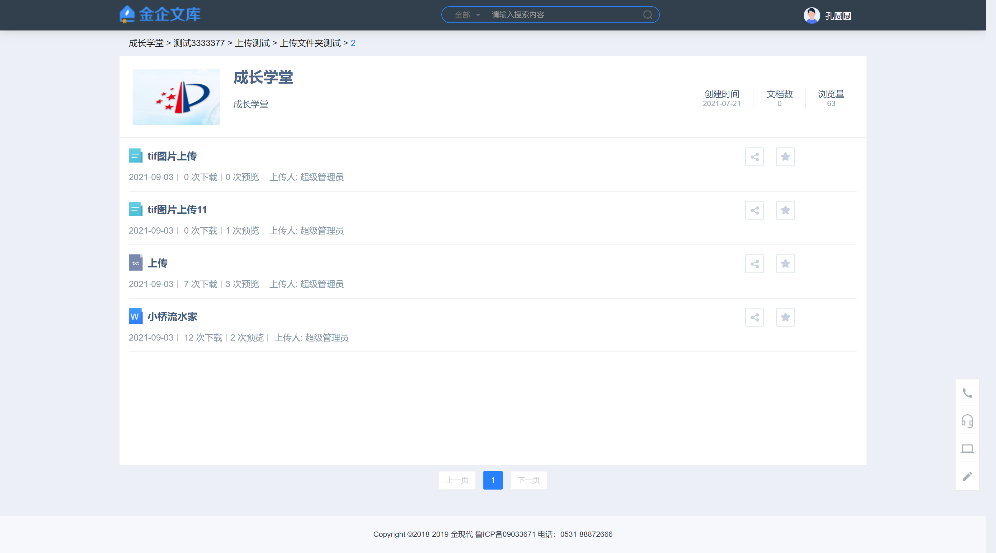 金企文库
全部 请输入搜索内容
孔圆圆
成长学堂 > 测试3333377 > 上传测试 > 上传文件夹测试 > 2
成长学堂
成长学堂
创建时间 文档数 浏览量
2021-07-21 0 63
tif图片上传
2021-09-03 | 0 次下载 | 0 次预览 上传人: 超级管理员
tif图片上传11
2021-09-03 | 0 次下载 | 1 次预览 上传人: 超级管理员
txt 上传
2021-09-03 | 7 次下载 | 3 次预览 上传人: 超级管理员
W 小桥流水家
2021-09-03 | 12 次下载 | 2 次预览 | 上传人: 超级管理员
上一页 1 下一页
Copyright ©2018-2019 金现代 鲁ICP备09033671 电话: 0531-88872666